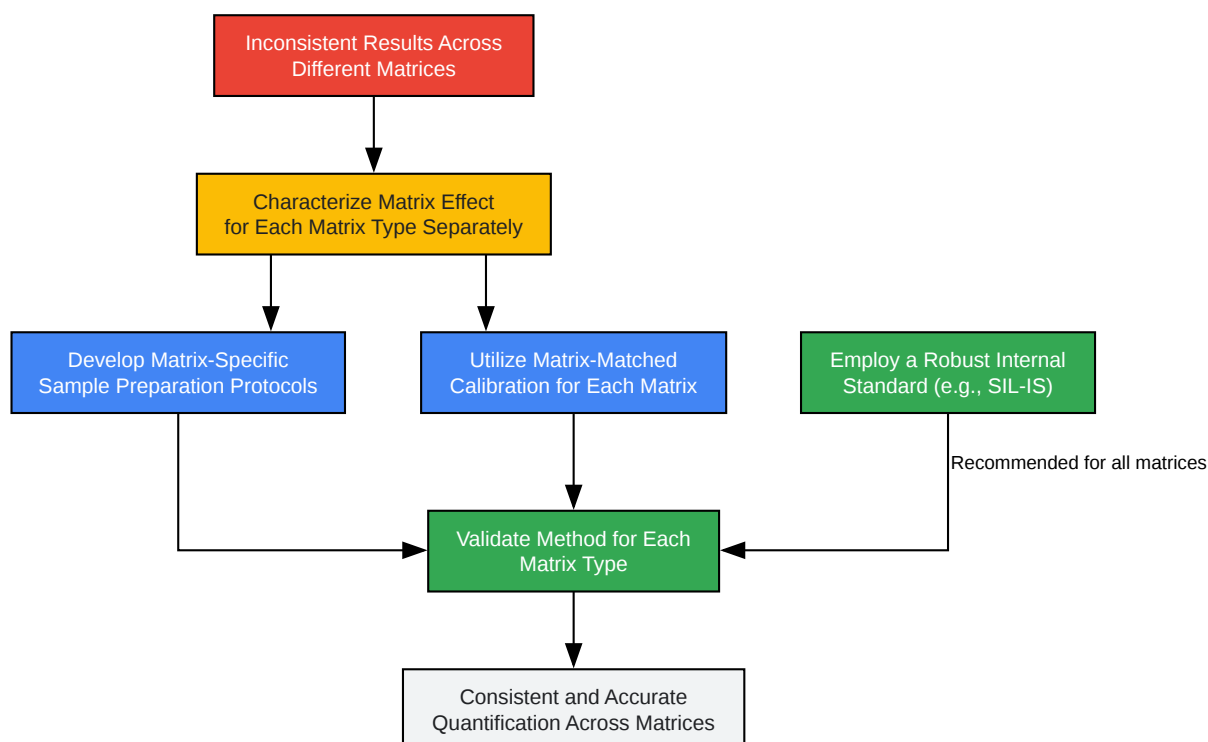 Inconsistent Results Across
Different Matrices
Characterize Matrix Effect
for Each Matrix Type Separately
Develop Matrix-Specific
Sample Preparation Protocols
Utilize Matrix-Matched
Calibration for Each Matrix
Employ a Robust Internal
Standard (e.g., SIL-IS)
Recommended for all matrices
Validate Method for Each
Matrix Type
Consistent and Accurate
Quantification Across Matrices